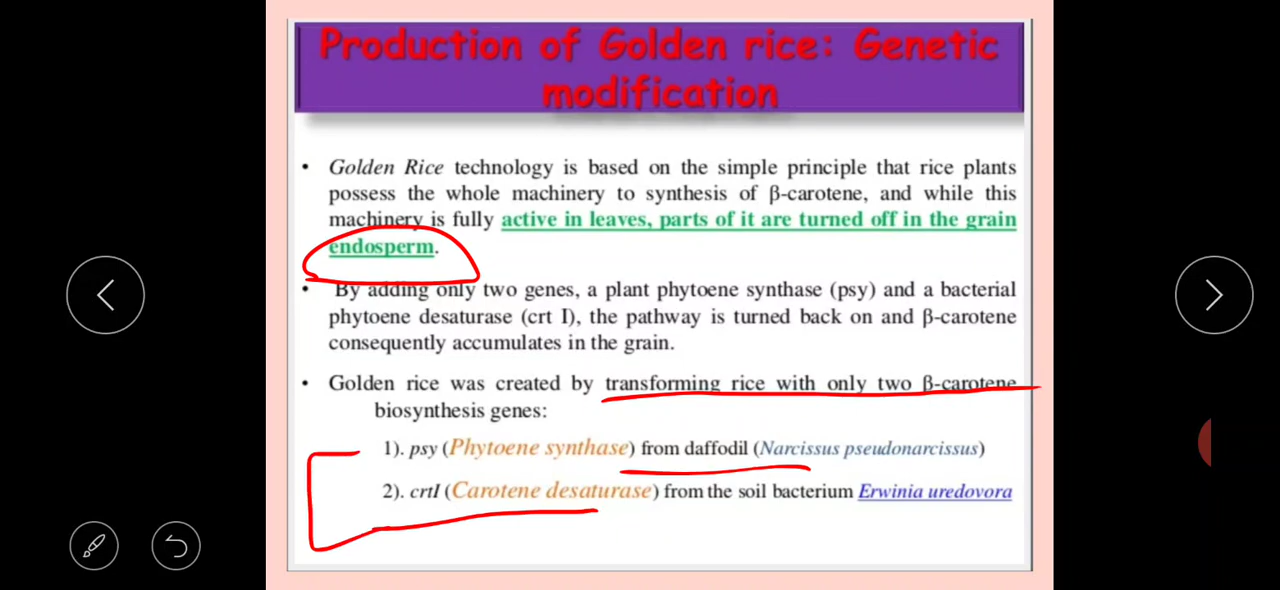 Production of Golden rice: Genetic
modification
• Golden Rice technology is based on the simple principle that rice plants
possess the whole machinery to synthesis of β-carotene, and while this
machinery is fully active in leaves, parts of it are turned off in the grain
endosperm.
• By adding only two genes, a plant phytoene synthase (psy) and a bacterial
phytoene desaturase (crt I), the pathway is turned back on and β-carotene
consequently accumulates in the grain.
• Golden rice was created by transforming rice with only two β-carotene
biosynthesis genes:
1). psy (Phytoene synthase) from daffodil (Narcissus pseudonarcissus)
2). crtI (Carotene desaturase) from the soil bacterium Erwinia uredovora